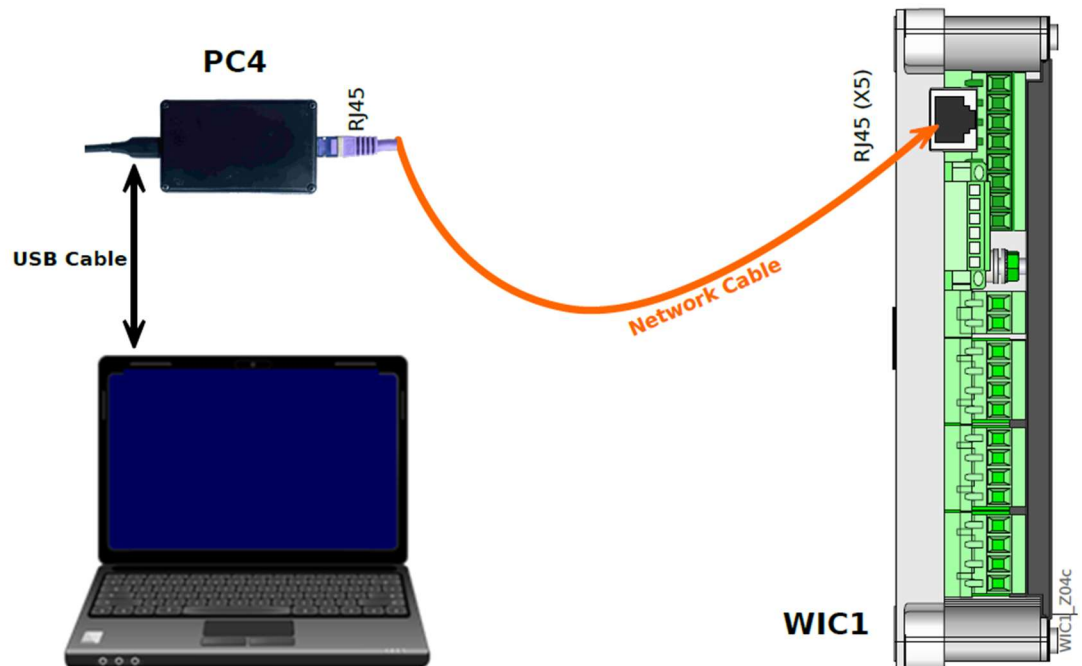 PC4
RJ45
RJ45 (X5)
USB Cable
Network Cable
WIC1
WIC1_Z04c